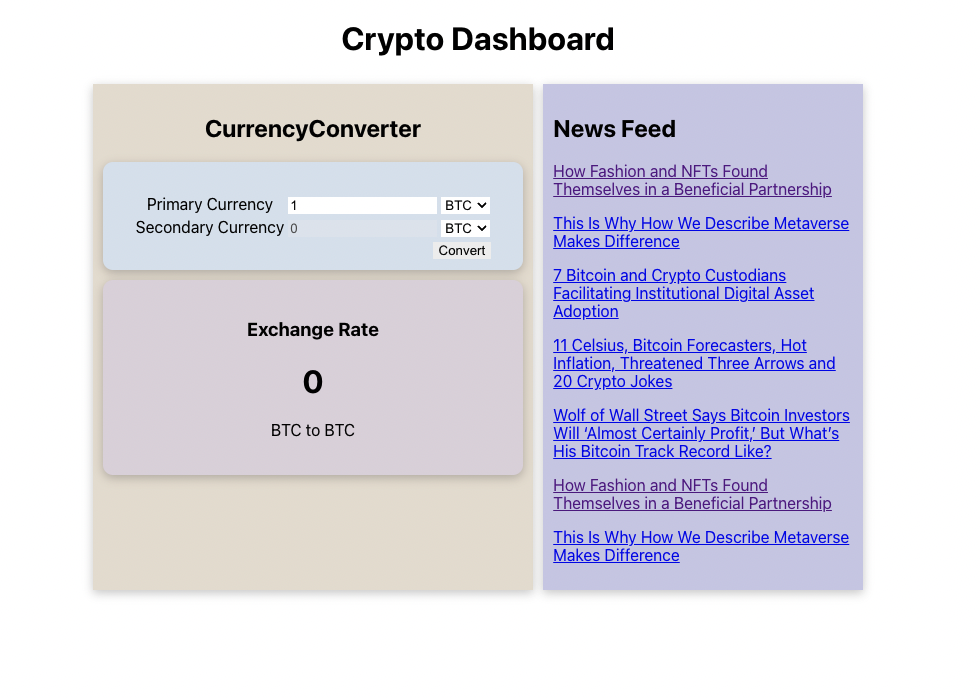 Crypto Dashboard
CurrencyConverter
Primary Currency 1 BTC
Secondary Currency 0 BTC
Convert
Exchange Rate
0
BTC to BTC
News Feed
How Fashion and NFTs Found
Themselves in a Beneficial Partnership
This Is Why How We Describe Metaverse
Makes Difference
7 Bitcoin and Crypto Custodians
Facilitating Institutional Digital Asset
Adoption
11 Celsius, Bitcoin Forecasters, Hot
Inflation, Threatened Three Arrows and
20 Crypto Jokes
Wolf of Wall Street Says Bitcoin Investors
Will ‘Almost Certainly Profit,’ But What’s
His Bitcoin Track Record Like?
How Fashion and NFTs Found
Themselves in a Beneficial Partnership
This Is Why How We Describe Metaverse
Makes Difference